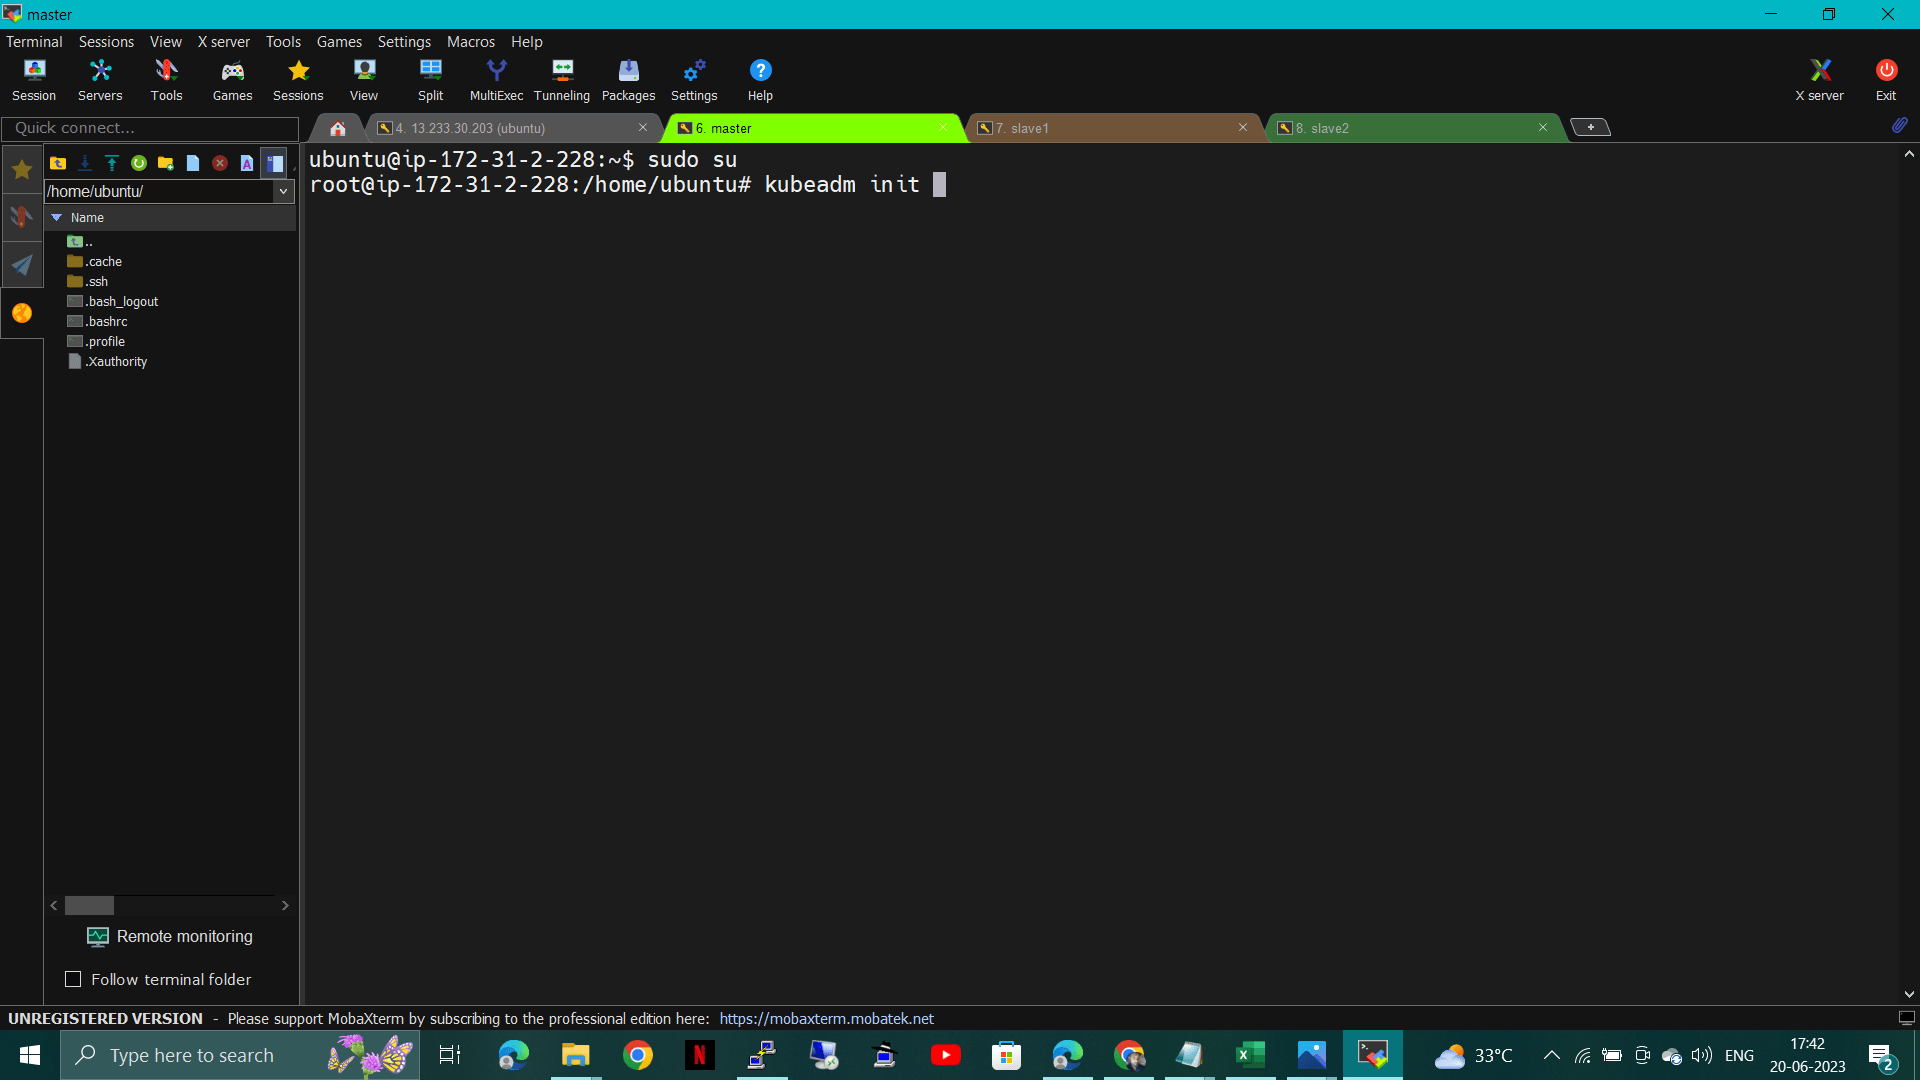 master
Terminal Sessions View X server Tools Games Settings Macros Help
Session Servers Tools Games Sessions View Split MultiExec Tunneling Packages Settings Help X server Exit
Quick connect...
4. 13.233.30.203 (ubuntu)
6. master
7. slave1
8. slave2
/home/ubuntu/
Name
..
.cache
.ssh
.bash_logout
.bashrc
.profile
.Xauthority
Remote monitoring
Follow terminal folder
ubuntu@ip-172-31-2-228:~$ sudo su
root@ip-172-31-2-228:/home/ubuntu# kubeadm init
UNREGISTERED VERSION - Please support MobaXterm by subscribing to the professional edition here: https://mobaxterm.mobatek.net
Type here to search
33°C
ENG
17:42
20-06-2023
2